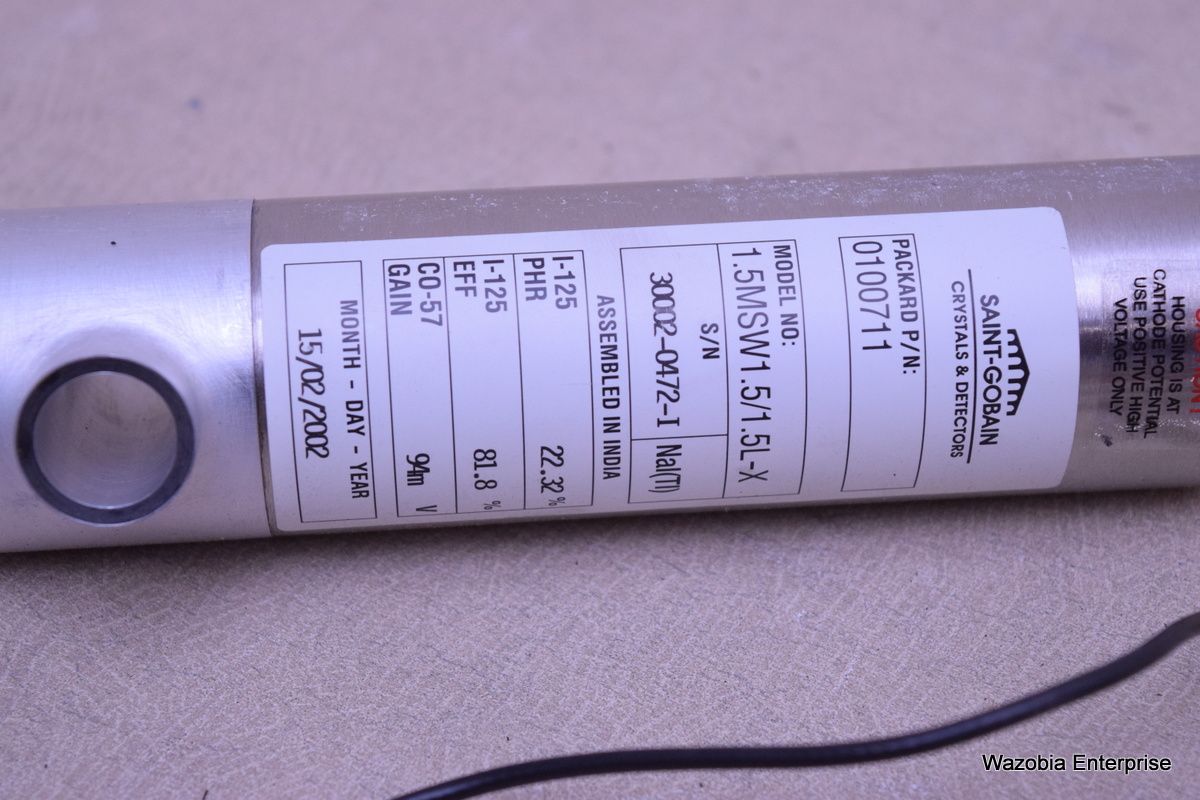 SAINT-GOBAIN
CRYSTALS & DETECTORS
PACKARD P/N:
0100711
MODEL NO:
1.5MSW1.5/1.5L-X
S/N
30002-0472-I NaI(Tl)
ASSEMBLED IN INDIA
I-125
PHR 22.32 %
I-125
EFF 81.8 %
CO-57
GAIN 94m V
MONTH - DAY - YEAR
15/02/2002
HOUSING IS AT
CATHODE POTENTIAL
USE POSITIVE HIGH
VOLTAGE ONLY
Wazobia Enterprise